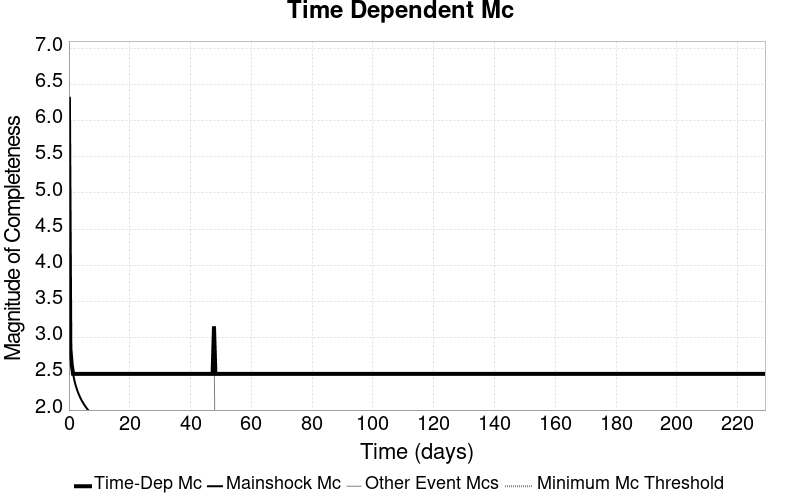 Time Dependent Mc
7.0
6.5
6.0
5.5
5.0
4.5
4.0
3.5
3.0
2.5
2.0
Magnitude of Completeness
0 20 40 60 80 100 120 140 160 180 200 220
Time (days)
Time-Dep Mc Mainshock Mc Other Event Mcs Minimum Mc Threshold